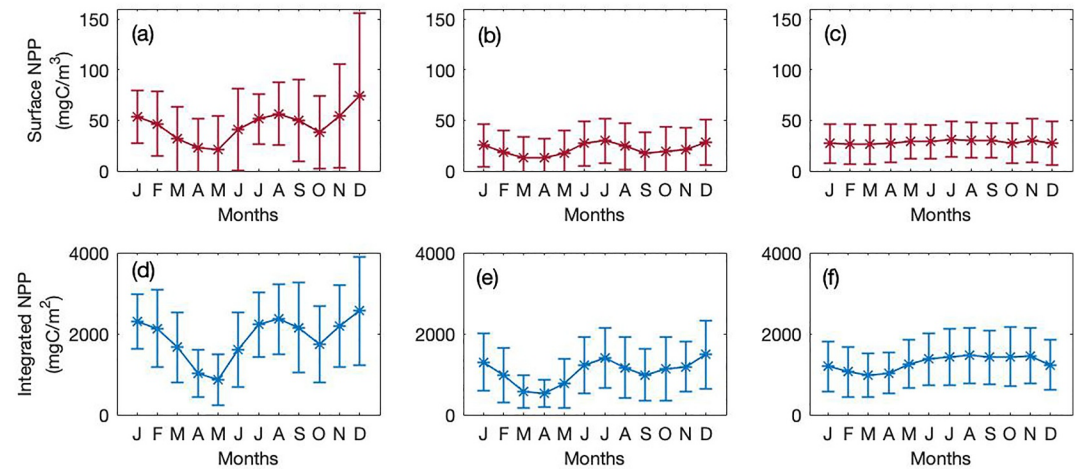 (a)
(b)
(c)
Surface NPP
(mgC/m³)
150
100
50
0
J F M A M J J A S O N D
Months
150
100
50
0
J F M A M J J A S O N D
Months
150
100
50
0
J F M A M J J A S O N D
Months
(d)
(e)
(f)
Integrated NPP
(mgC/m²)
4000
2000
0
J F M A M J J A S O N D
Months
4000
2000
0
J F M A M J J A S O N D
Months
4000
2000
0
J F M A M J J A S O N D
Months